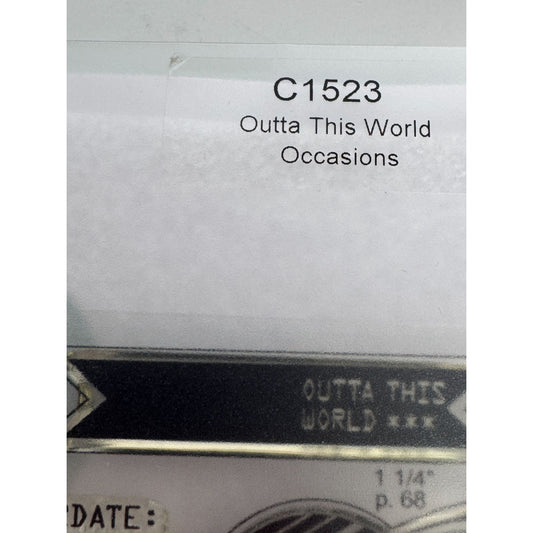 C1523
Outta This World
Occasions
OUTTA THIS
WORLD ***
1 1/4"
p. 68
DATE: